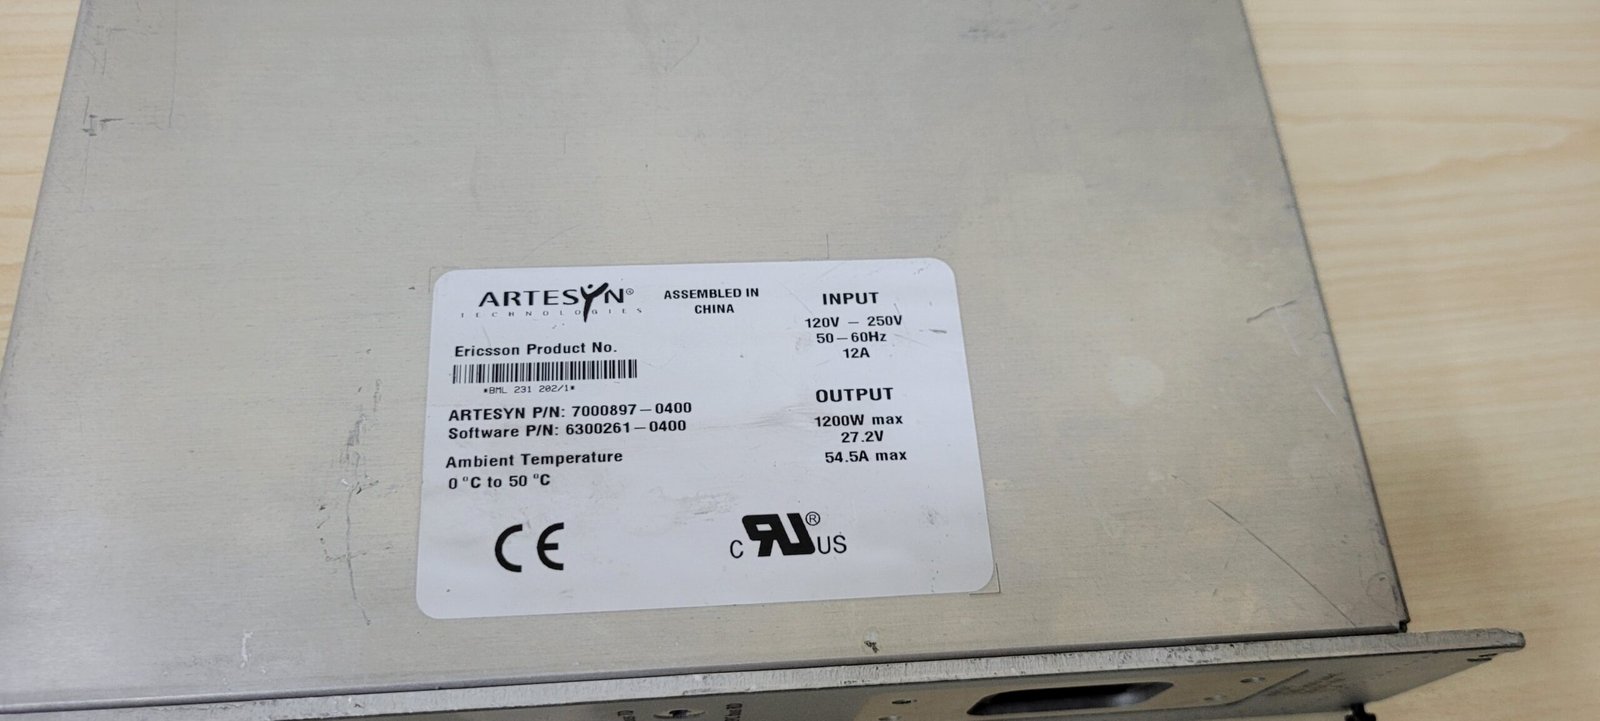 ARTESYN®
TECHNOLOGIES
ASSEMBLED IN
CHINA
Ericsson Product No.
*BML 231 202/1*
ARTESYN P/N: 7000897-0400
Software P/N: 6300261-0400
Ambient Temperature
0 °C to 50 °C
INPUT
120V - 250V
50-60Hz
12A
OUTPUT
1200W max
27.2V
54.5A max
CE
C RU® US